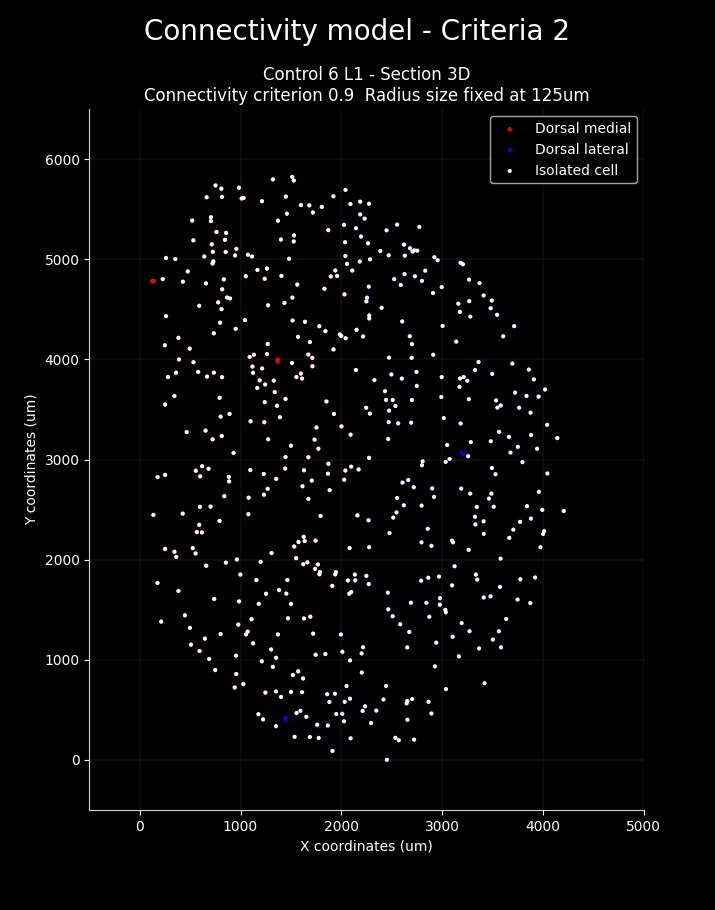 Connectivity model - Criteria 2
Control 6 L1 - Section 3D
Connectivity criterion 0.9  Radius size fixed at 125um
Dorsal medial
Dorsal lateral
Isolated cell
6000
5000
4000
3000
2000
1000
0
Y coordinates (um)
0 1000 2000 3000 4000 5000
X coordinates (um)